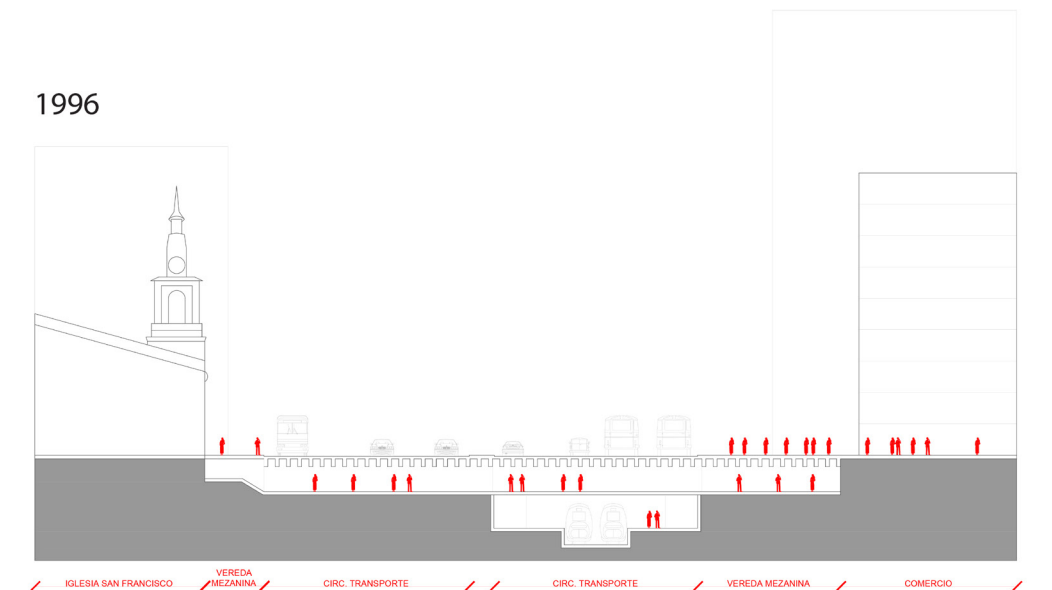 1996
IGLESIA SAN FRANCISCO
VEREDA
MEZANINA
CIRC. TRANSPORTE
CIRC. TRANSPORTE
VEREDA MEZANINA
COMERCIO